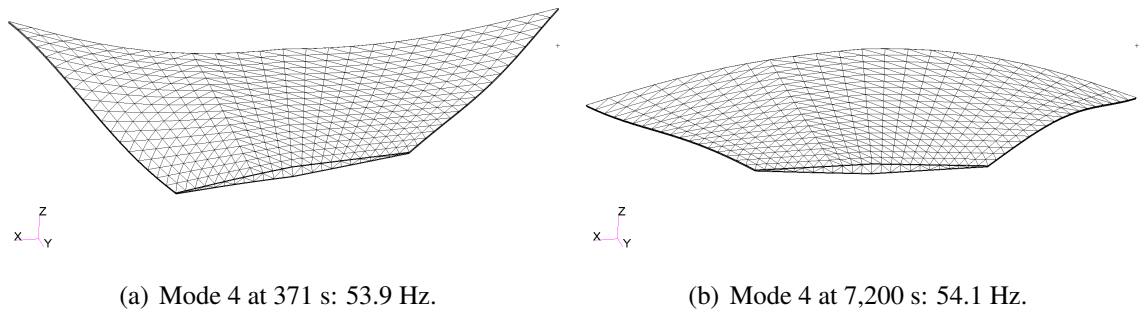 Z
X
Y
Z
X
Y
(a) Mode 4 at 371 s: 53.9 Hz.
(b) Mode 4 at 7,200 s: 54.1 Hz.